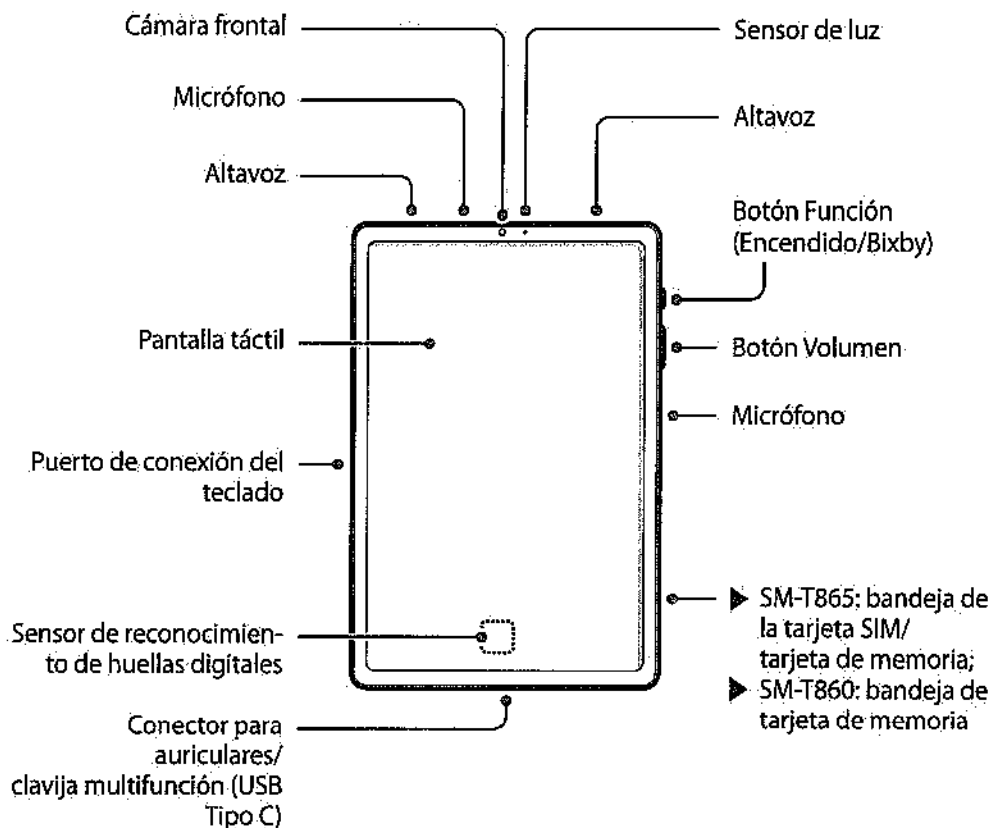 Cámara frontal
Sensor de luz
Micrófono
Altavoz
Altavoz
Botón Función
(Encendido/Bixby)
Pantalla táctil
Botón Volumen
Micrófono
Puerto de conexión del
teclado
Sensor de reconocimien-
to de huellas digitales
▶ SM-T865: bandeja de
la tarjeta SIM/
tarjeta de memoria;
▶ SM-T860: bandeja de
tarjeta de memoria
Conector para
auriculares/
clavija multifunción (USB
Tipo C)